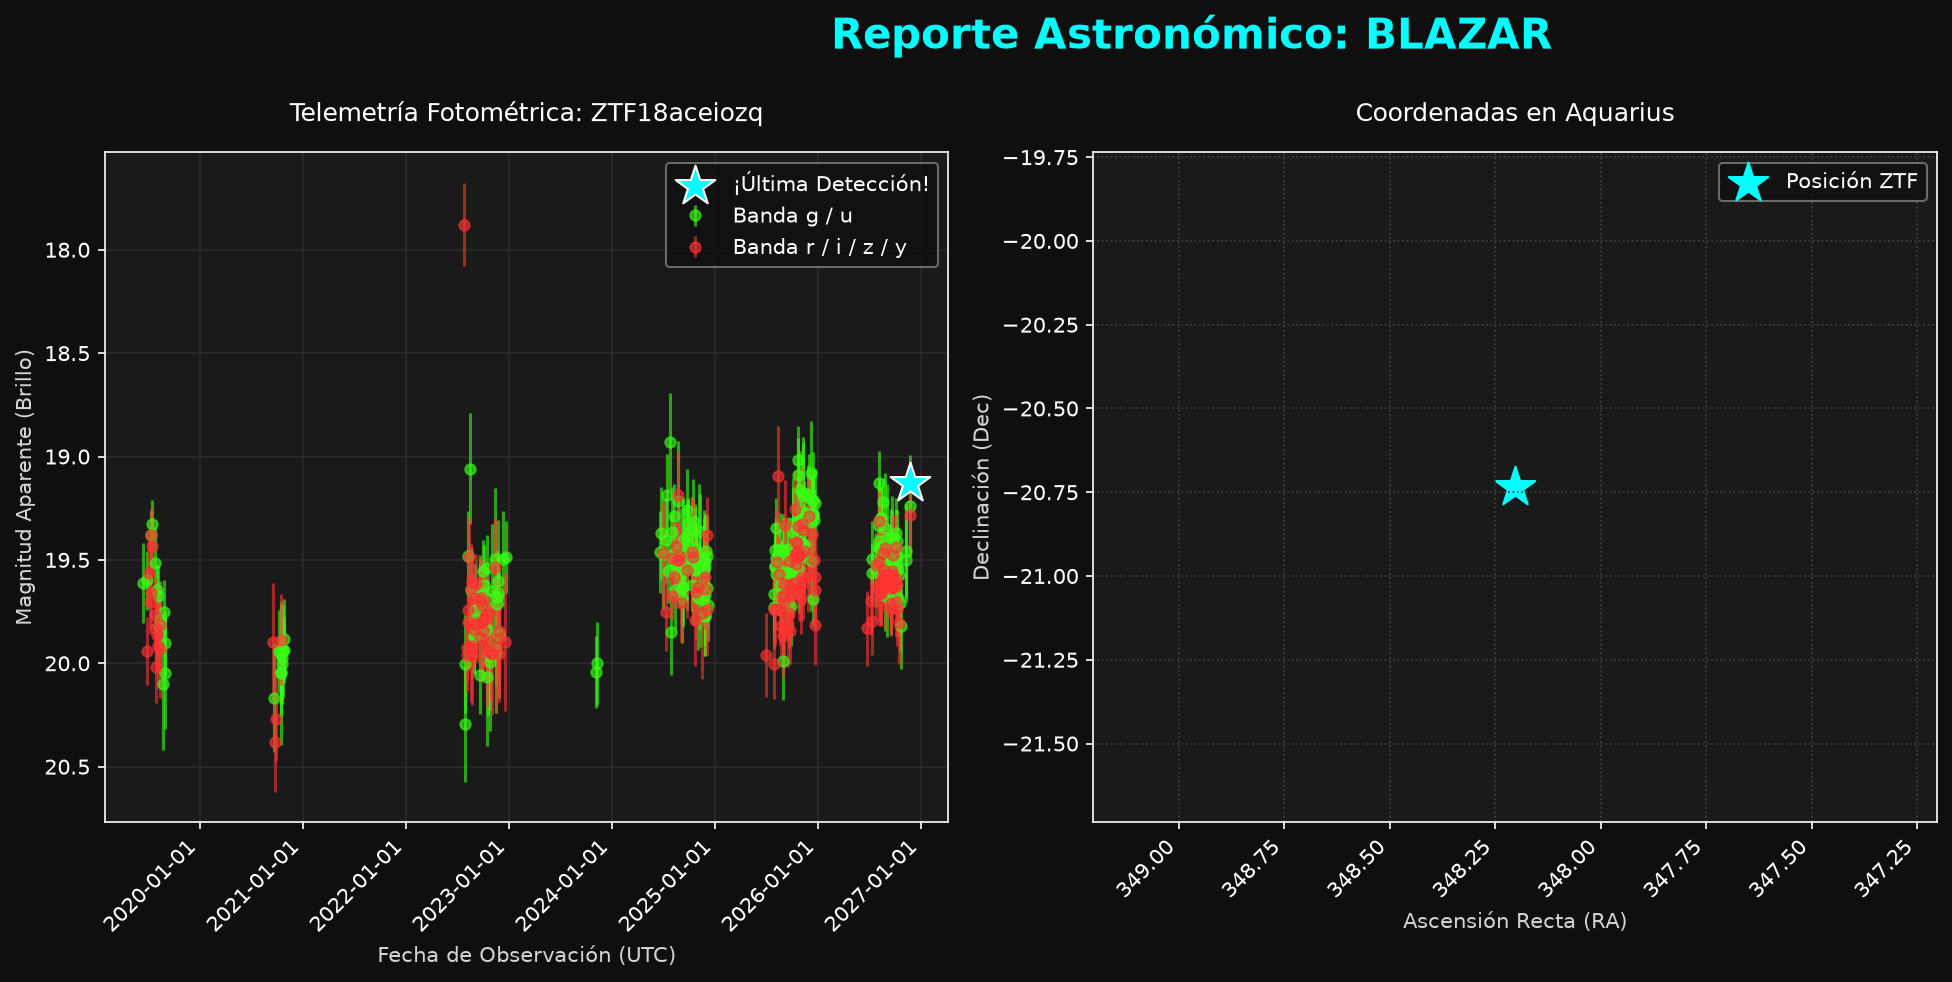 Reporte Astronómico: BLAZAR
Telemetría Fotométrica: ZTF18aceiozq
¡Última Detección!
Banda g / u
Banda r / i / z / y
Magnitud Aparente (Brillo)
18.0
18.5
19.0
19.5
20.0
20.5
2020-01-01
2021-01-01
2022-01-01
2023-01-01
2024-01-01
2025-01-01
2026-01-01
2027-01-01
Fecha de Observación (UTC)
Coordenadas en Aquarius
Posición ZTF
Declinación (Dec)
−19.75
−20.00
−20.25
−20.50
−20.75
−21.00
−21.25
−21.50
349.00
348.75
348.50
348.25
348.00
347.75
347.50
347.25
Ascensión Recta (RA)